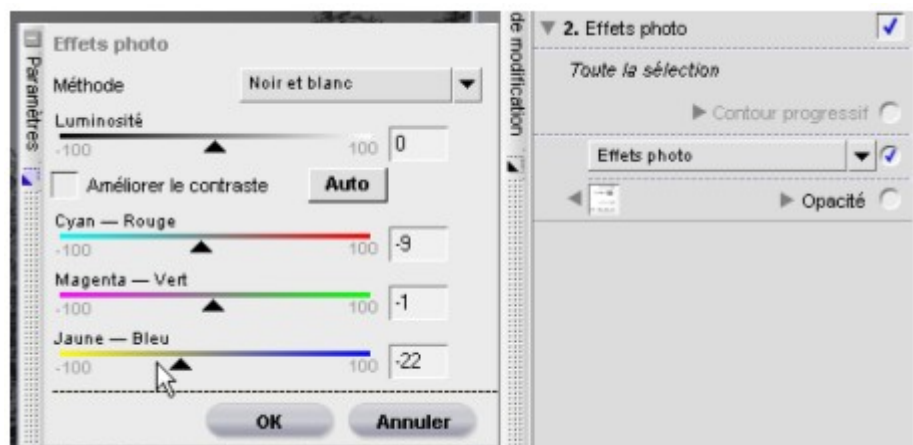 Paramètres
Effets photo
Méthode
Noir et blanc
Luminosité
-100
100
0
Améliorer le contraste
Auto
Cyan — Rouge
-100
100
-9
Magenta — Vert
-100
100
-1
Jaune — Bleu
-100
100
-22
OK
Annuler
de modification
2. Effets photo
Toute la sélection
Contour progressif
Effets photo
Opacité